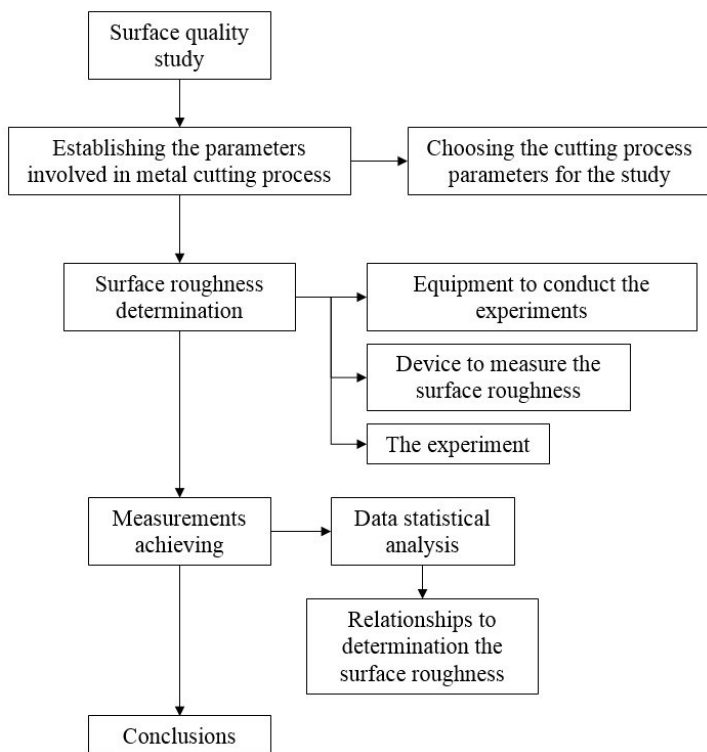 Surface quality
study
Establishing the parameters
involved in metal cutting process
Choosing the cutting process
parameters for the study
Surface roughness
determination
Equipment to conduct the
experiments
Device to measure the
surface roughness
The experiment
Measurements
achieving
Data statistical
analysis
Relationships to
determination the
surface roughness
Conclusions